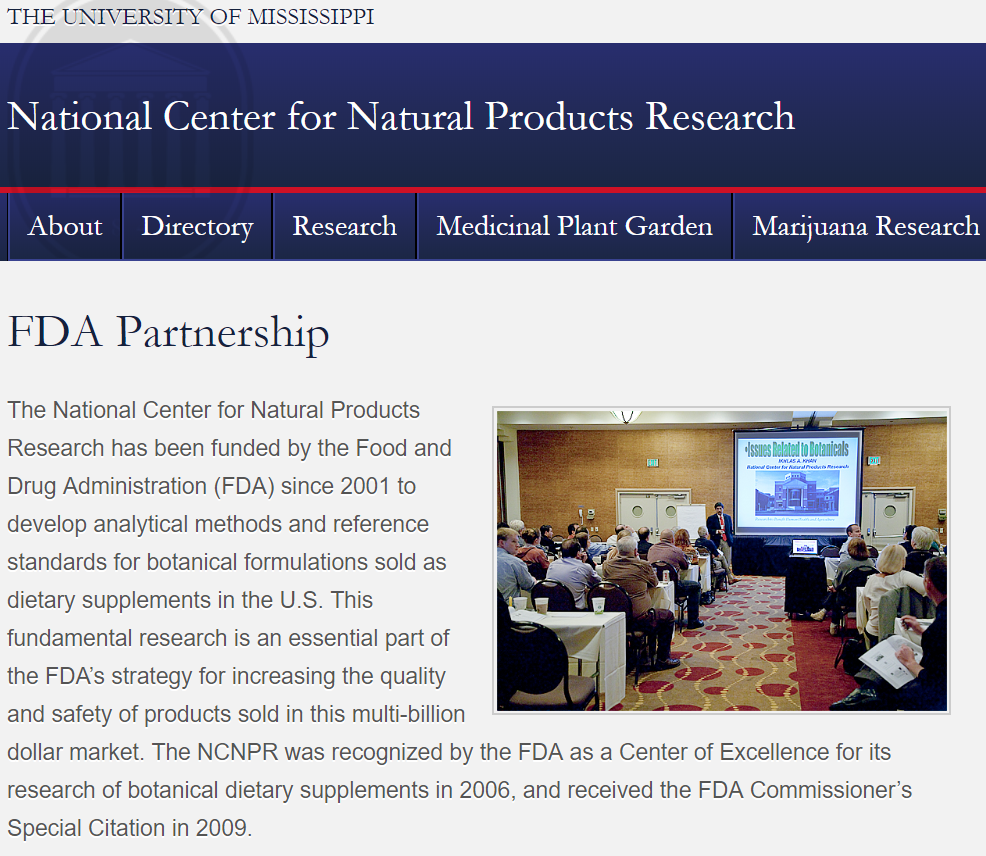 THE UNIVERSITY OF MISSISSIPPI
National Center for Natural Products Research
About
Directory
Research
Medicinal Plant Garden
Marijuana Research
FDA Partnership
The National Center for Natural Products
Research has been funded by the Food and
Drug Administration (FDA) since 2001 to
develop analytical methods and reference
standards for botanical formulations sold as
dietary supplements in the U.S. This
fundamental research is an essential part of
the FDA’s strategy for increasing the quality
and safety of products sold in this multi-billion
dollar market. The NCNPR was recognized by the FDA as a Center of Excellence for its
research of botanical dietary supplements in 2006, and received the FDA Commissioner’s
Special Citation in 2009.
•Issues Related to Botanicals
IKHLAS A. KHAN
National Center for Natural Products Research